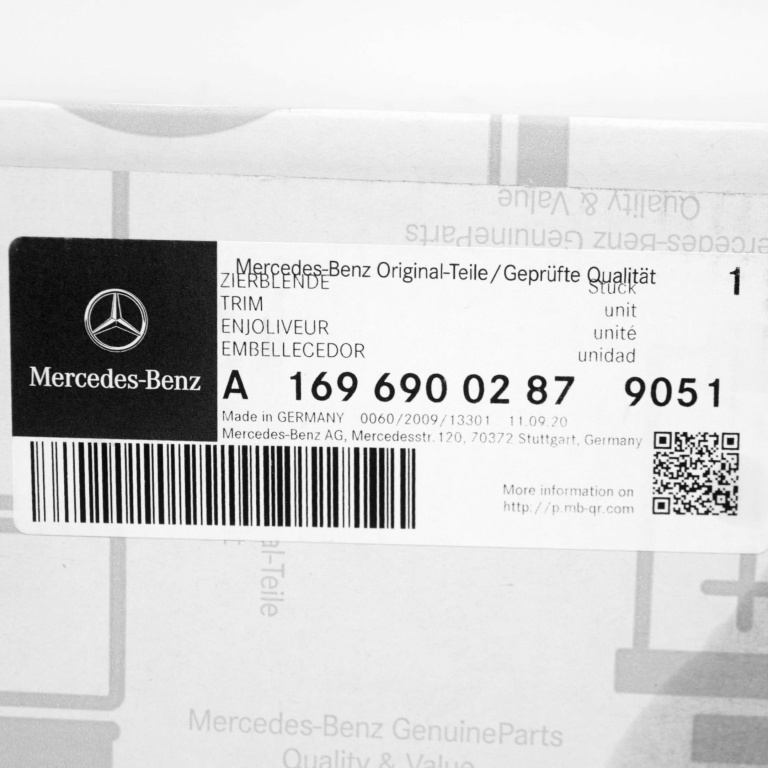 Quality & Value
Mercedes-Benz GenuineParts
Mercedes-Benz Original-Teile/Geprüfte Qualität 1
ZIERBLENDE Stück
TRIM unit
ENJOLIVEUR unité
EMBELLECEDOR unidad
Mercedes-Benz
A 169 690 02 87 9051
Made in GERMANY 0060/2009/13301 11.09.20
Mercedes-Benz AG, Mercedesstr. 120, 70372 Stuttgart, Germany
More information on
http://p.mb-qr.com
al-Teile
Mercedes-Benz GenuineParts
Quality & Value